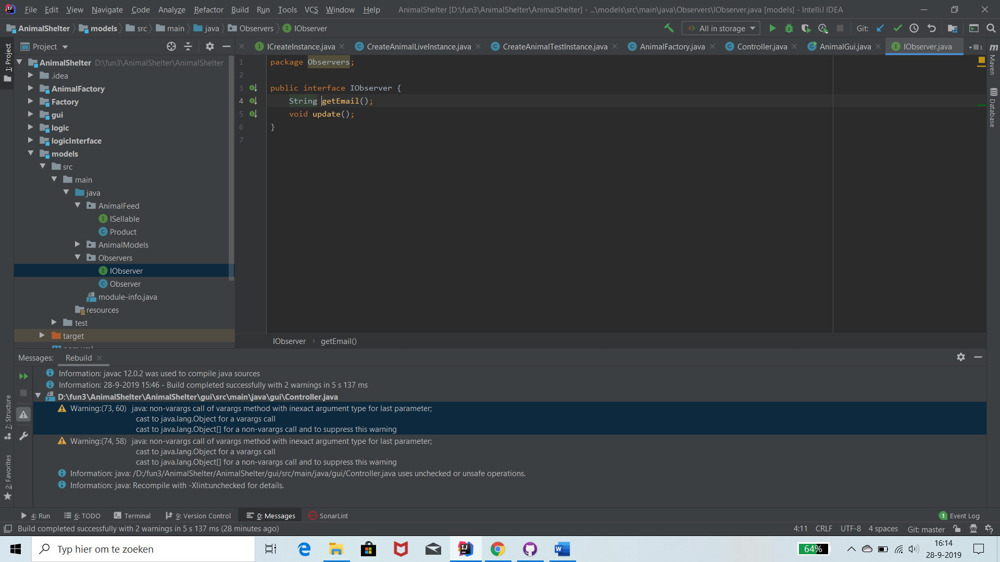 File Edit View Navigate Code Analyze Refactor Build Run Tools VCS Window Help AnimalShelter [D:\fun3\AnimalShelter\AnimalShelter] - ...\models\src\main\java\Observers\IObserver.java [models] - IntelliJ IDEA
AnimalShelter models src main java Observers IObserver All in storage Git:
Project ICreateInstance.java CreateAnimalLiveInstance.java CreateAnimalTestInstance.java AnimalFactory.java Controller.java AnimalGui.java IObserver.java
1: Project
AnimalShelter D:\fun3\AnimalShelter\AnimalShelter
.idea
AnimalFactory
Factory
gui
logic
logicInterface
models
src
main
java
AnimalFeed
ISellable
Product
AnimalModels
Observers
IObserver
Observer
module-info.java
resources
test
target
1 package Observers;
2
3 public interface IObserver {
4 String getEmail();
5 void update();
6 }
7
Maven
Database
IObserver › getEmail()
Messages: Rebuild
Information: javac 12.0.2 was used to compile java sources
Information: 28-9-2019 15:46 - Build completed successfully with 2 warnings in 5 s 137 ms
D:\fun3\AnimalShelter\AnimalShelter\gui\src\main\java\gui\Controller.java
Warning:(73, 60) java: non-varargs call of varargs method with inexact argument type for last parameter;
cast to java.lang.Object for a varargs call
cast to java.lang.Object[] for a non-varargs call and to suppress this warning
Warning:(74, 58) java: non-varargs call of varargs method with inexact argument type for last parameter;
cast to java.lang.Object for a varargs call
cast to java.lang.Object[] for a non-varargs call and to suppress this warning
Information: java: /D:/fun3/AnimalShelter/AnimalShelter/gui/src/main/java/gui/Controller.java uses unchecked or unsafe operations.
Information: java: Recompile with -Xlint:unchecked for details.
7: Structure
2: Favorites
4: Run 6: TODO Terminal 9: Version Control 0: Messages SonarLint 1 Event Log
Build completed successfully with 2 warnings in 5 s 137 ms (28 minutes ago) 4:11 CRLF UTF-8 4 spaces Git: master
Typ hier om te zoeken 64% 16:14
28-9-2019